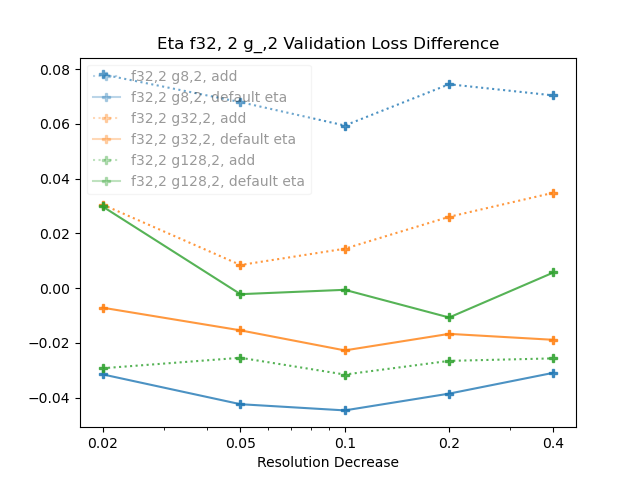 Eta f32, 2 g_,2 Validation Loss Difference
0.08
0.06
0.04
0.02
0.00
−0.02
−0.04
f32,2 g8,2, add
f32,2 g8,2, default eta
f32,2 g32,2, add
f32,2 g32,2, default eta
f32,2 g128,2, add
f32,2 g128,2, default eta
0.02 0.05 0.1 0.2 0.4
Resolution Decrease